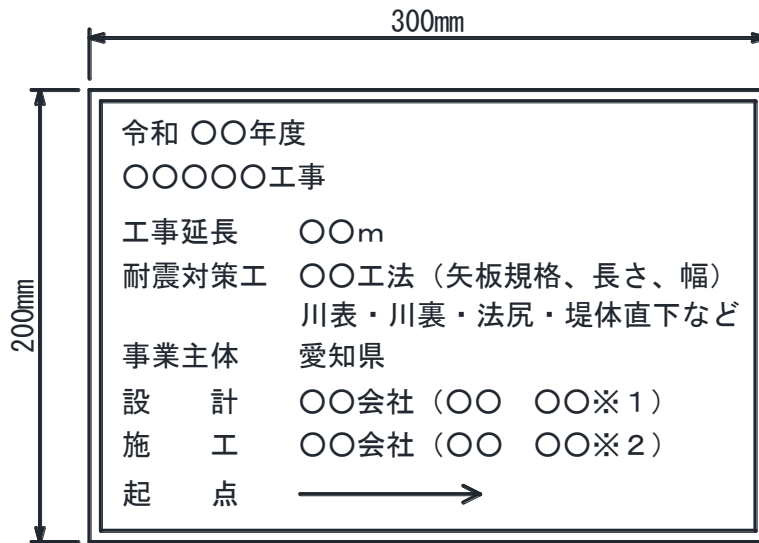 300mm
200mm
令和 〇〇年度
〇〇〇〇〇工事
工事延長 〇〇m
耐震対策工 〇〇工法（矢板規格、長さ、幅）
川表・川裏・法尻・堤体直下など
事業主体 愛知県
設　計 〇〇会社（〇〇　〇〇※１）
施　工 〇〇会社（〇〇　〇〇※２）
起　点